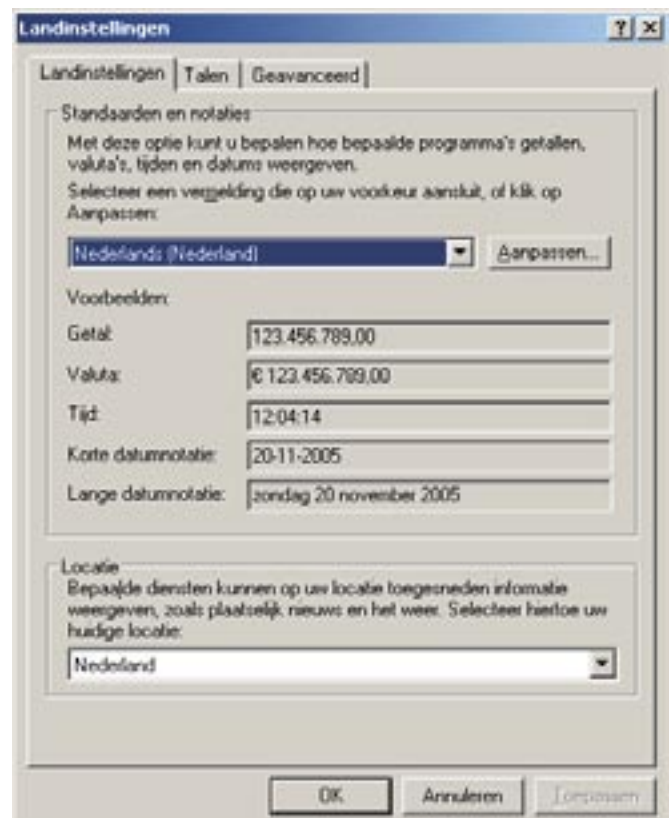 Landinstellingen
Landinstellingen Talen Geavanceerd
Standaarden en notaties
Met deze optie kunt u bepalen hoe bepaalde programma's getallen,
valuta's, tijden en datums weergeven.
Selecteer een vermelding die op uw voorkeur aansluit, of klik op
Aanpassen:
Nederlands (Nederland) Aanpassen...
Voorbeelden:
Getal: 123.456.789,00
Valuta: € 123.456.789,00
Tijd: 12:04:14
Korte datumnotatie: 20-11-2005
Lange datumnotatie: zondag 20 november 2005
Locatie
Bepaalde diensten kunnen op uw locatie toegesneden informatie
weergeven, zoals plaatselijk nieuws en het weer. Selecteer hiertoe uw
huidige locatie:
Nederland
OK Annuleren Toepassen